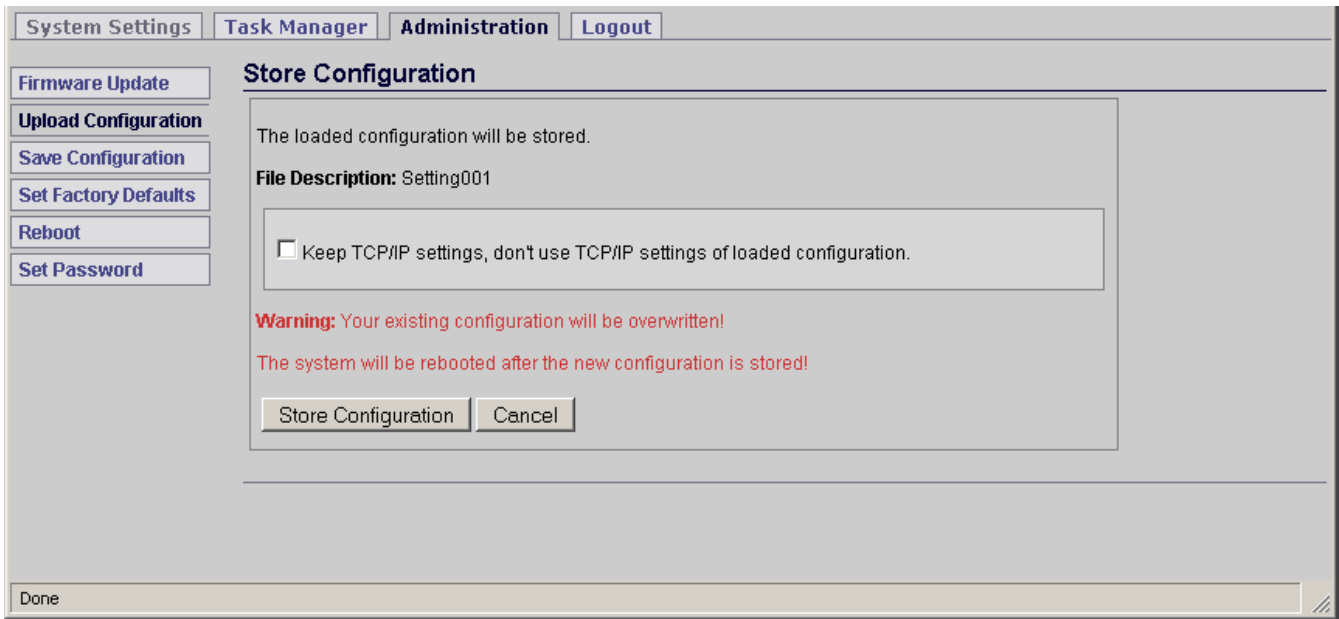 System Settings Task Manager Administration Logout
Firmware Update
Upload Configuration
Save Configuration
Set Factory Defaults
Reboot
Set Password
Store Configuration
The loaded configuration will be stored.
File Description: Setting001
Keep TCP/IP settings, don't use TCP/IP settings of loaded configuration.
Warning: Your existing configuration will be overwritten!
The system will be rebooted after the new configuration is stored!
Store Configuration Cancel
Done